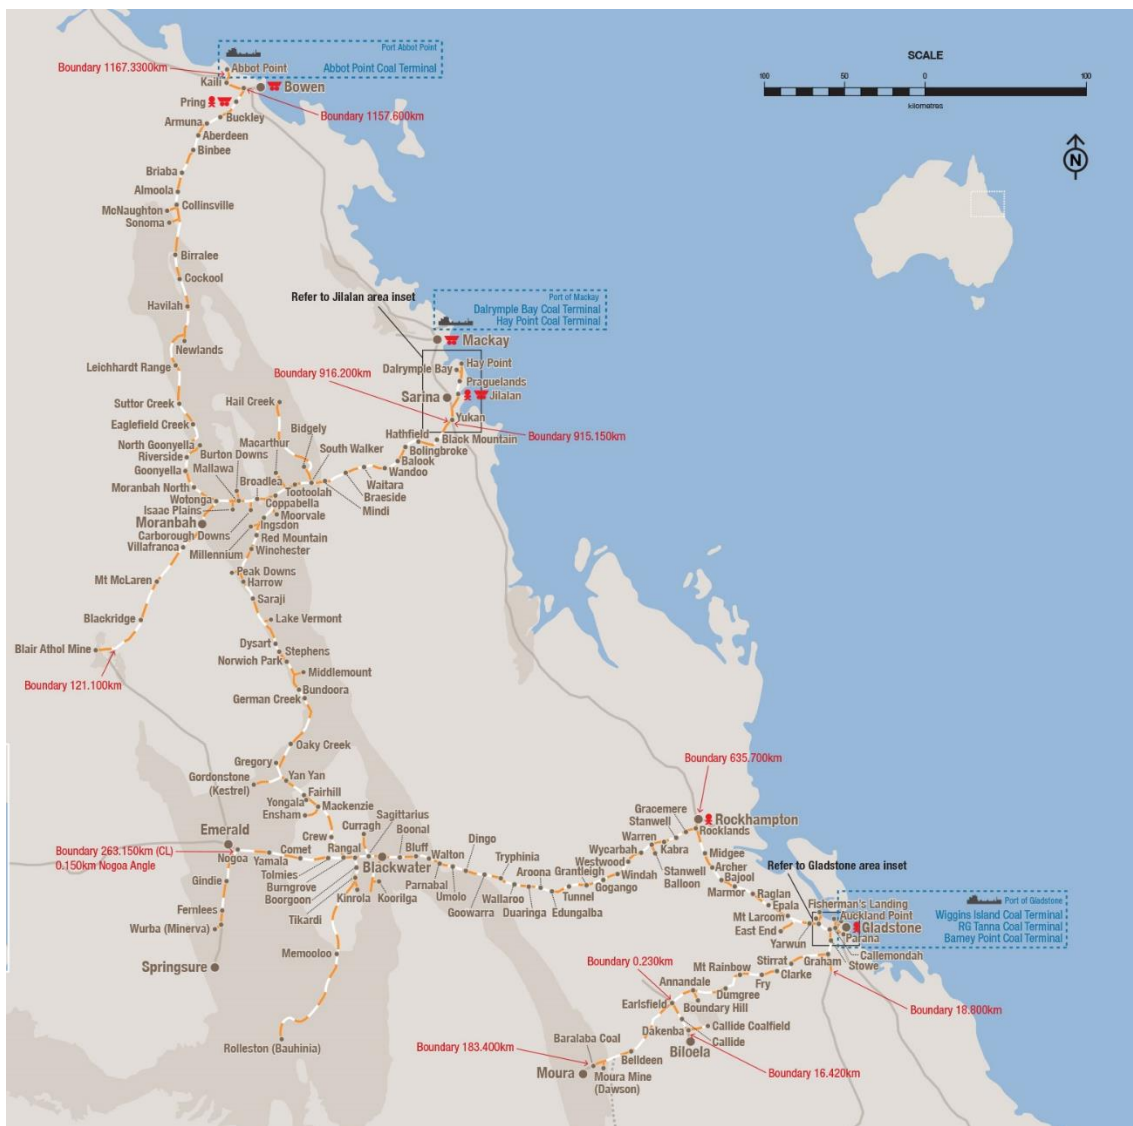 Port Abbot Point
Abbot Point Coal Terminal
Boundary 1167.3300km
Abbot Point
Kaili
Bowen
Pring
Boundary 1157.600km
Buckley
Armuna
Aberdeen
Binbee
Briaba
Almoola
McNaughton
Collinsville
Sonoma
Birralee
Cockool
Havilah
Newlands
Leichhardt Range
Suttor Creek
Eaglefield Creek
North Goonyella
Riverside
Goonyella
Moranbah North
Wotonga
SCALE
100
50
0
100
kilometres
N
Refer to Jilalan area inset
Port of Mackay
Dalrymple Bay Coal Terminal
Hay Point Coal Terminal
Mackay
Hay Point
Dalrymple Bay
Praguelands
Boundary 916.200km
Sarina
Jilalan
Yukan
Boundary 915.150km
Hail Creek
Bidgely
Hathfield
Black Mountain
Bolingbroke
Balook
Wandoo
Waitara
Braeside
Mindi
South Walker
Macarthur
Burton Downs
Mallawa
Broadlea
Tootoolah
Coppabella
Moorvale
Isaac Plains
Moranbah
Ingsdon
Carborough Downs
Red Mountain
Villafranca
Millennium
Winchester
Peak Downs
Mt McLaren
Harrow
Saraji
Blackridge
Lake Vermont
Blair Athol Mine
Dysart
Stephens
Norwich Park
Boundary 121.100km
Middlemount
Bundoora
German Creek
Oaky Creek
Gregory
Gordonstone
(Kestrel)
Yan Yan
Fairhill
Yongala
Mackenzie
Ensham
Sagittarius
Crew
Curragh
Boonal
Emerald
Rangal
Bluff
Boundary 263.150km (CL)
0.150km Nogoa Angle
Nogoa
Comet
Yamala
Blackwater
Walton
Dingo
Tryphinia
Aroona
Grantleigh
Westwood
Wycarbah
Warren
Stanwell
Gracemere
Boundary 635.700km
Rockhampton
Rocklands
Kabra
Stanwell
Balloon
Windah
Gogango
Tunnel
Edungalba
Duaringa
Wallaroo
Goowarra
Umolo
Parnabal
Tolmies
Burngrove
Boorgoon
Tikardi
Kinrola
Koorilga
Gindie
Fernlees
Wurba (Minerva)
Springsure
Memooloo
Rolleston (Bauhinia)
Midgee
Archer
Bajool
Marmor
Raglan
Epala
Mt Larcom
East End
Yarwun
Refer to Gladstone area inset
Fisherman's Landing
Auckland Point
Gladstone
Parana
Callemondah
Stowe
Port of Gladstone
Wiggins Island Coal Terminal
RG Tanna Coal Terminal
Barney Point Coal Terminal
Graham
Stirrat
Clarke
Fry
Mt Rainbow
Dumgree
Annandale
Boundary Hill
Boundary 0.230km
Boundary 18.800km
Earlsfield
Callide Coalfield
Dakenba
Callide
Biloela
Boundary 16.420km
Baralaba Coal
Boundary 183.400km
Belldeen
Moura
Moura Mine
(Dawson)